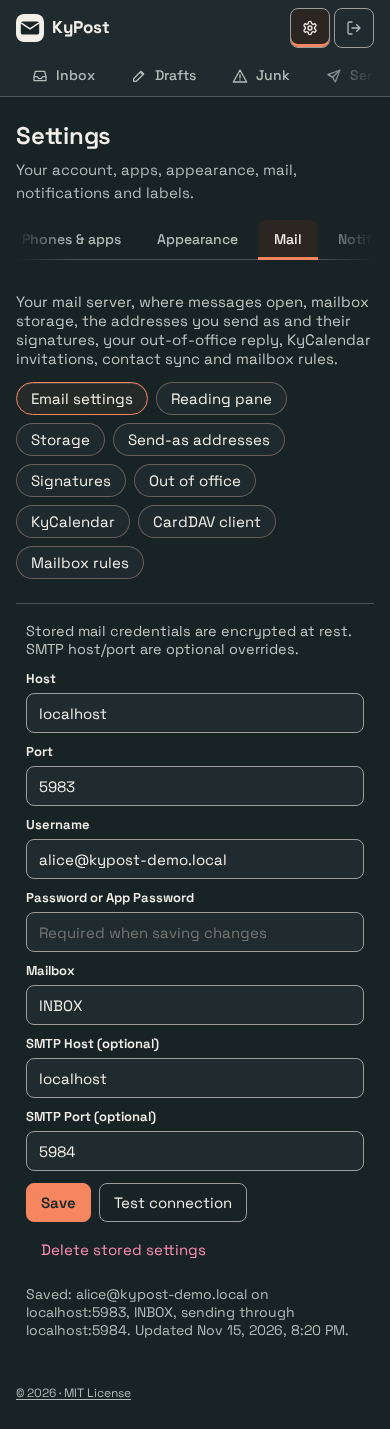 KyPost
Inbox Drafts Junk
Settings
Your account, apps, appearance, mail,
notifications and labels.
Phones & apps Appearance Mail
Your mail server, where messages open, mailbox
storage, the addresses you send as and their
signatures, your out-of-office reply, KyCalendar
invitations, contact sync and mailbox rules.
Email settings Reading pane
Storage Send-as addresses
Signatures Out of office
KyCalendar CardDAV client
Mailbox rules
Stored mail credentials are encrypted at rest.
SMTP host/port are optional overrides.
Host
localhost
Port
5983
Username
alice@kypost-demo.local
Password or App Password
Required when saving changes
Mailbox
INBOX
SMTP Host (optional)
localhost
SMTP Port (optional)
5984
Save Test connection
Delete stored settings
Saved: alice@kypost-demo.local on
localhost:5983, INBOX, sending through
localhost:5984. Updated Nov 15, 2026, 8:20 PM.
© 2026 · MIT License